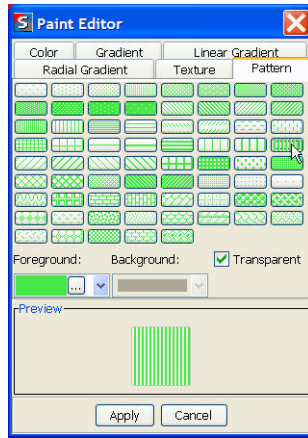 Paint Editor
Color Gradient Linear Gradient
Radial Gradient Texture Pattern
Foreground: Background: Transparent
...
Preview
Apply Cancel